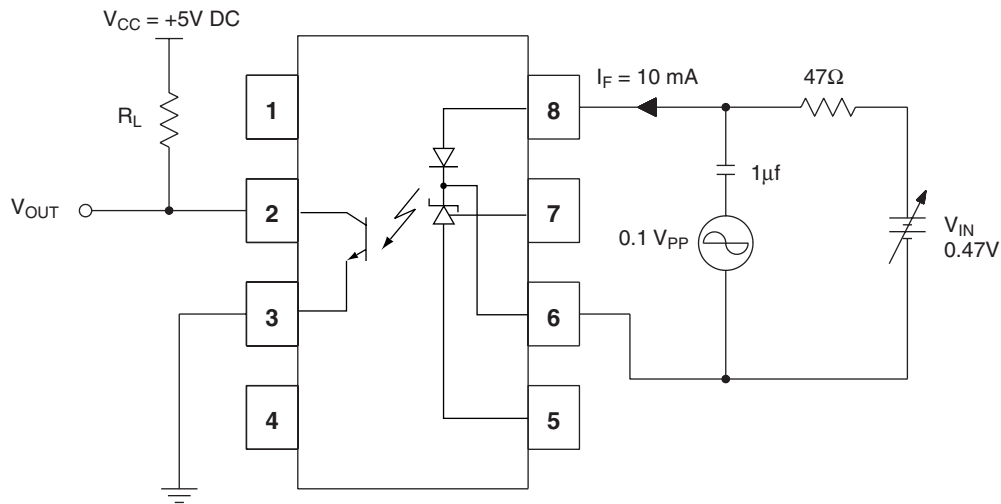 V_CC = +5V DC
R_L
V_OUT
1
2
3
4
8
7
6
5
I_F = 10 mA
47Ω
1μf
0.1 V_PP
V_IN
0.47V